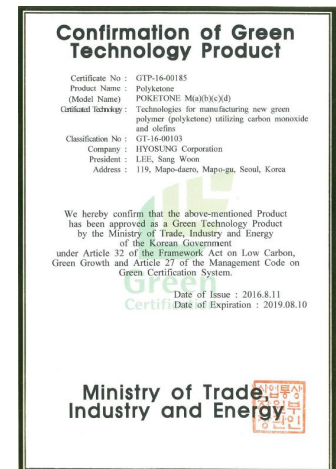 Confirmation of Green
Technology Product
Certificate No : GTP-16-00185
Product Name : Polyketone
(Model Name) POKETONE M(a)(b)(c)(d)
Certificated Technology : Technologies for manufacturing new green
polymer (polyketone) utilizing carbon monoxide
and olefins
Classification No : GT-16-00103
Company : HYOSUNG Corporation
President : LEE, Sang Woon
Address : 119, Mapo-daero, Mapo-gu, Seoul, Korea
We hereby confirm that the above-mentioned Product
has been approved as a Green Technology Product
by the Ministry of Trade, Industry and Energy
of the Korean Government
under Article 32 of the Framework Act on Low Carbon,
Green Growth and Article 27 of the Management Code on
Green Certification System.
Green
Certifi
Date of Issue : 2016.8.11
Date of Expiration : 2019.08.10
Ministry of Trade,
Industry and Energy